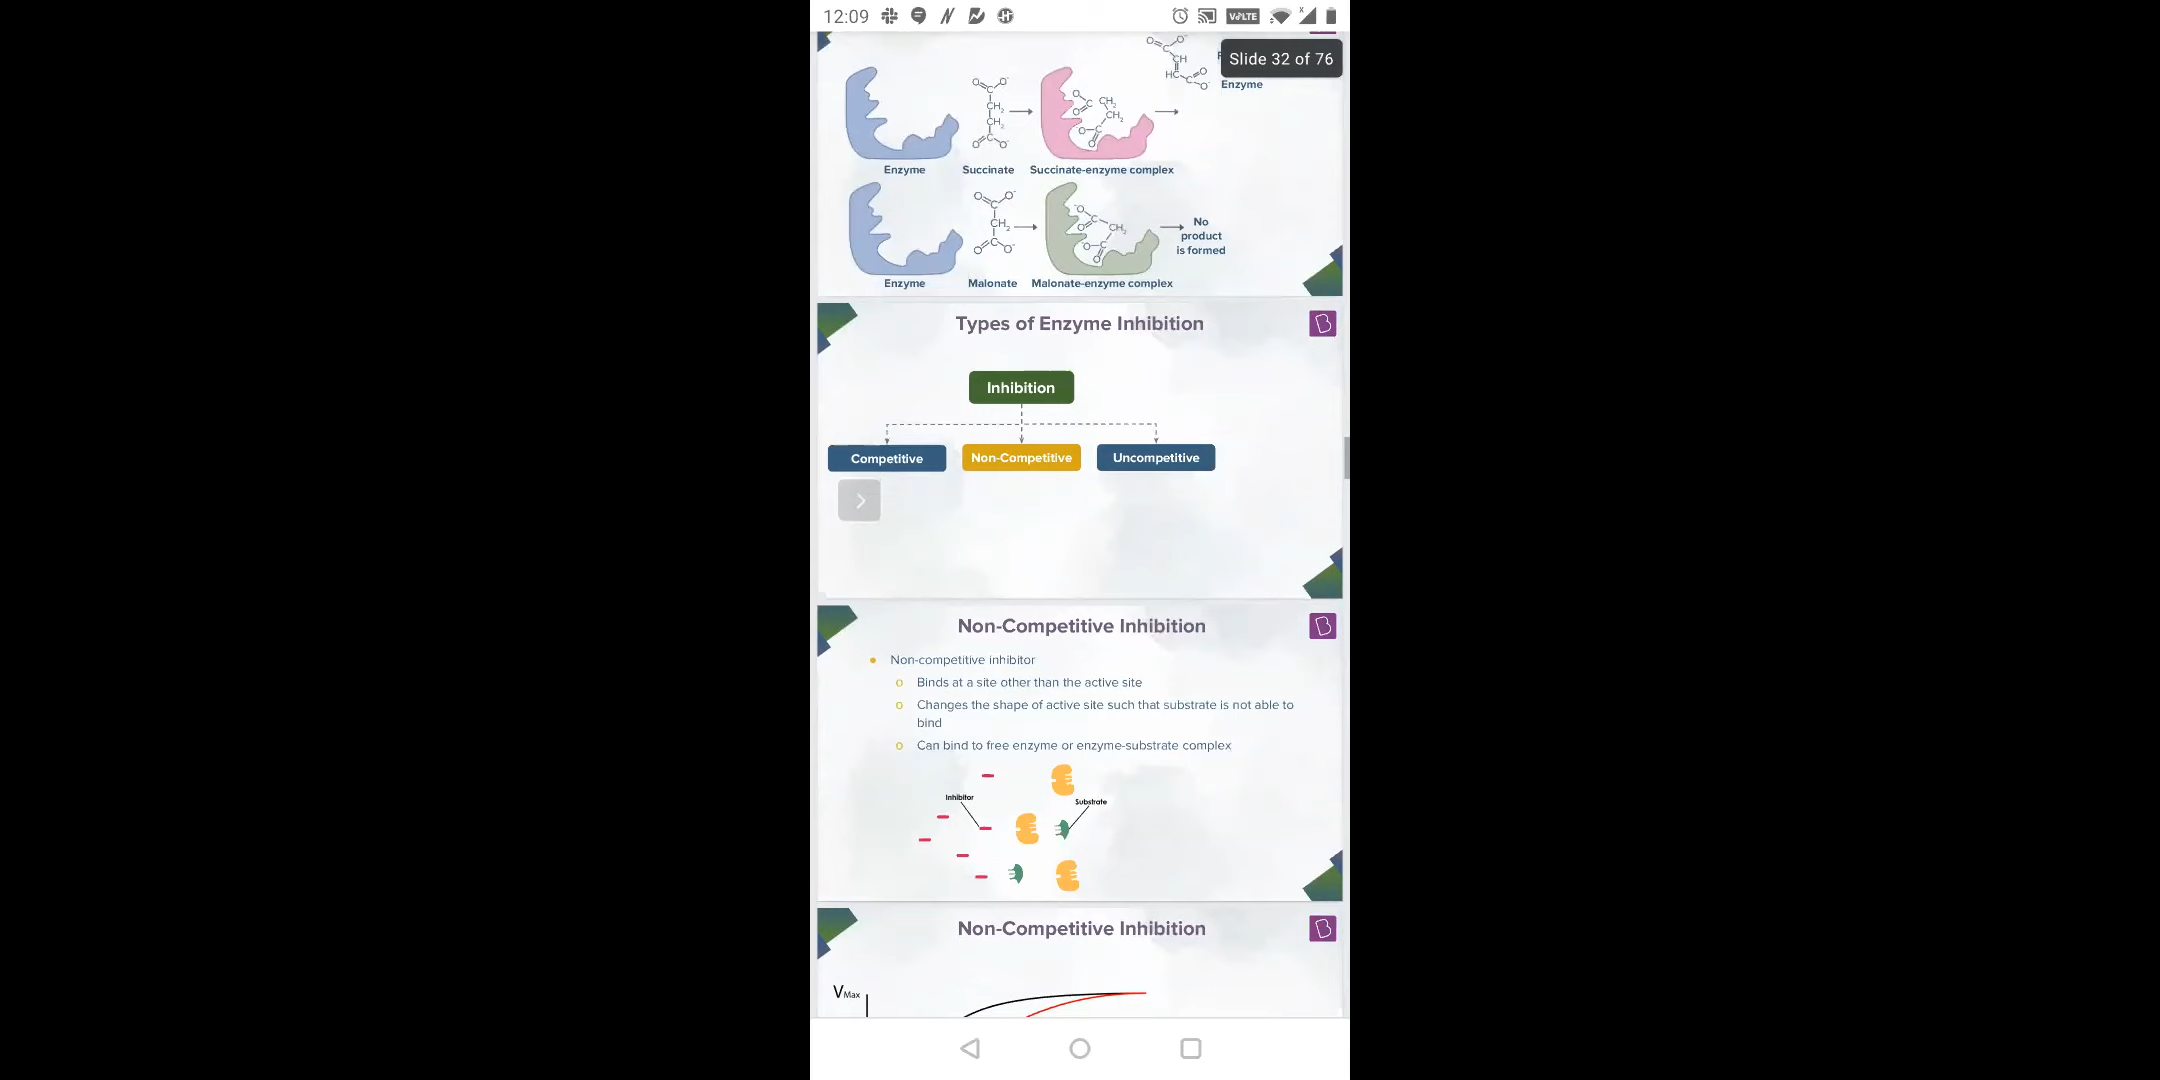 12:09
VoLTE
Slide 32 of 76
Enzyme
Enzyme
Succinate
Succinate-enzyme complex
No
product
is formed
Enzyme
Malonate
Malonate-enzyme complex
Types of Enzyme Inhibition
Inhibition
Competitive
Non-Competitive
Uncompetitive
Non-Competitive Inhibition
Non-competitive inhibitor
Binds at a site other than the active site
Changes the shape of active site such that substrate is not able to
bind
Can bind to free enzyme or enzyme-substrate complex
Inhibitor
Substrate
Non-Competitive Inhibition
VMax